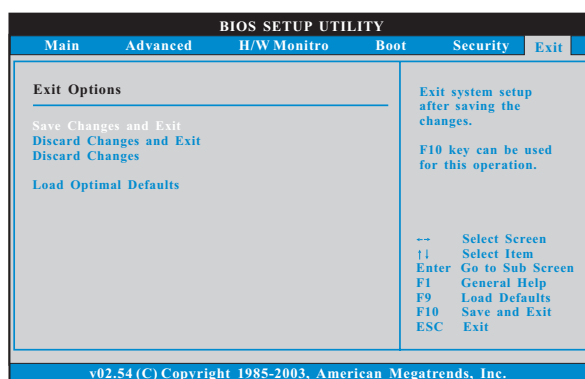 BIOS SETUP UTILITY
Main Advanced H/W Monitro Boot Security Exit
Exit Options
Save Changes and Exit
Discard Changes and Exit
Discard Changes
Load Optimal Defaults
Exit system setup
after saving the
changes.
F10 key can be used
for this operation.
←→ Select Screen
↑↓ Select Item
Enter Go to Sub Screen
F1 General Help
F9 Load Defaults
F10 Save and Exit
ESC Exit
v02.54 (C) Copyright 1985-2003, American Megatrends, Inc.